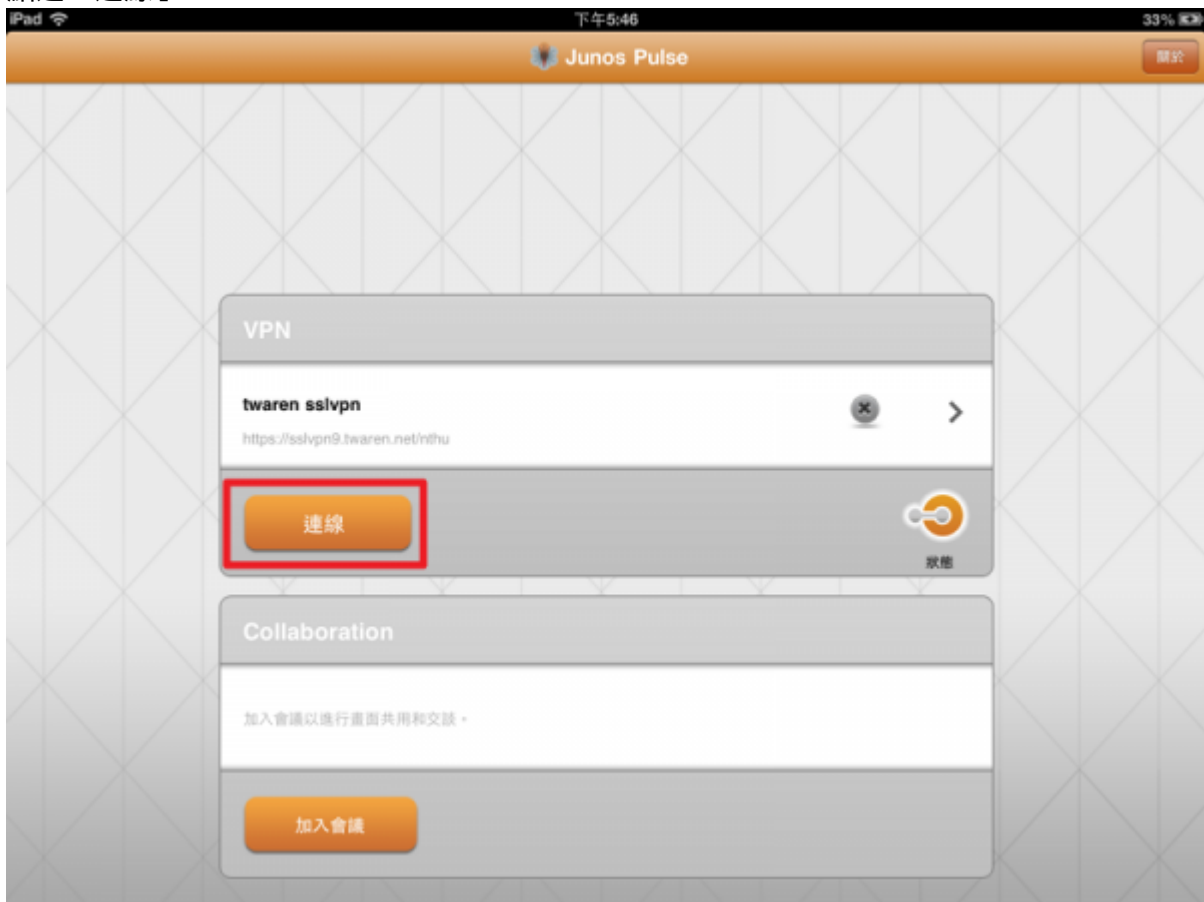 iPad
下午5:46
33%
Junos Pulse
關於
VPN
twaren sslvpn
https://sslvpn9.twaren.net/nthu
連線
狀態
Collaboration
加入會議以進行畫面共用和交談。
加入會議